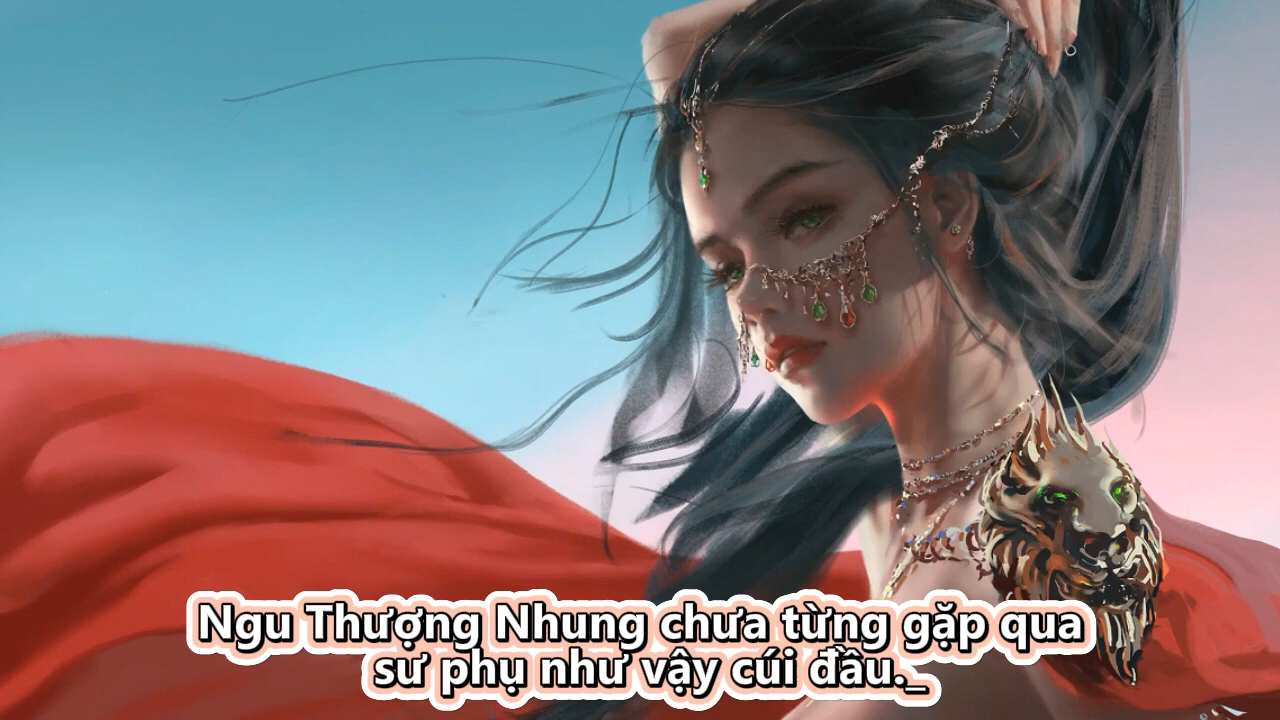 Ngu Thượng Nhung chưa từng gặp qua
sư phụ như vậy cúi đầu._